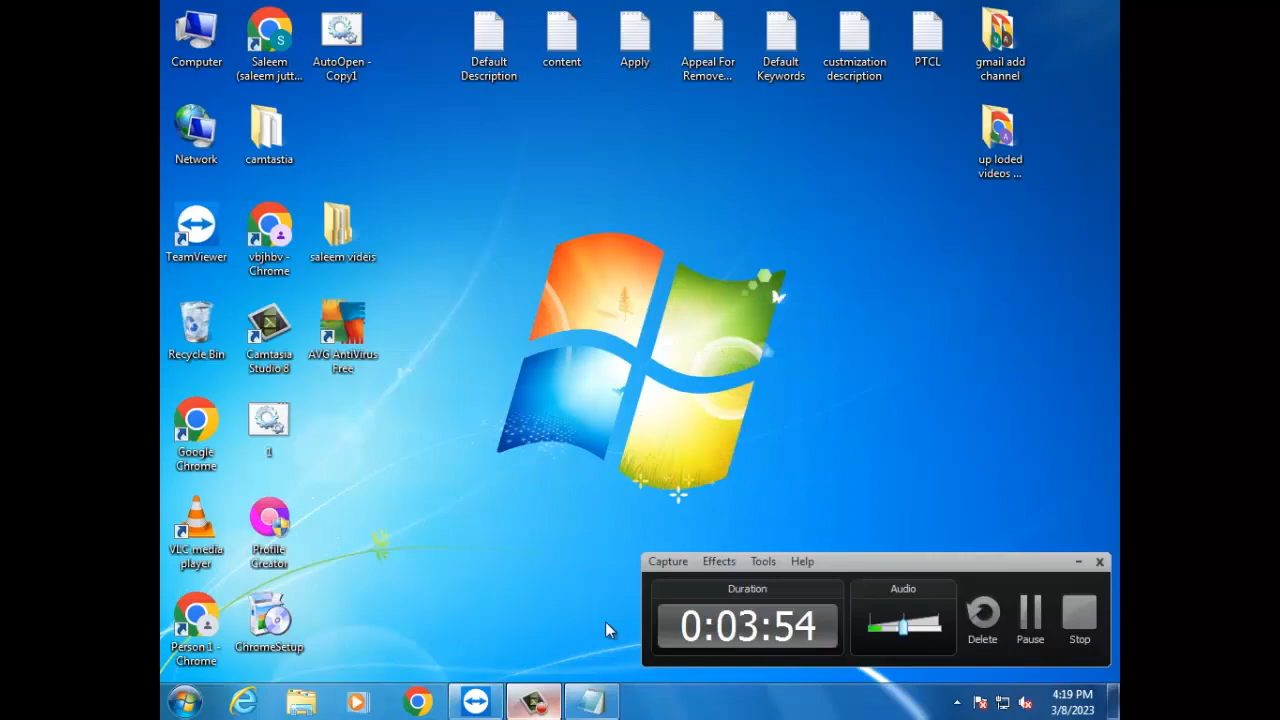 Computer
Saleem
(saleem jutt...
AutoOpen -
Copy1
Default
Description
content
Apply
Appeal For
Remove...
Default
Keywords
custmization
description
PTCL
gmail add
channel
Network
camtastia
up loded
videos ...
TeamViewer
vbjhbv -
Chrome
saleem videis
Recycle Bin
Camtasia
Studio 8
AVG AntiVirus
Free
Google
Chrome
1
VLC media
player
Profile
Creator
Person 1 -
Chrome
ChromeSetup
Capture Effects Tools Help
Duration
Audio
0:03:54
Delete
Pause
Stop
4:19 PM
3/8/2023